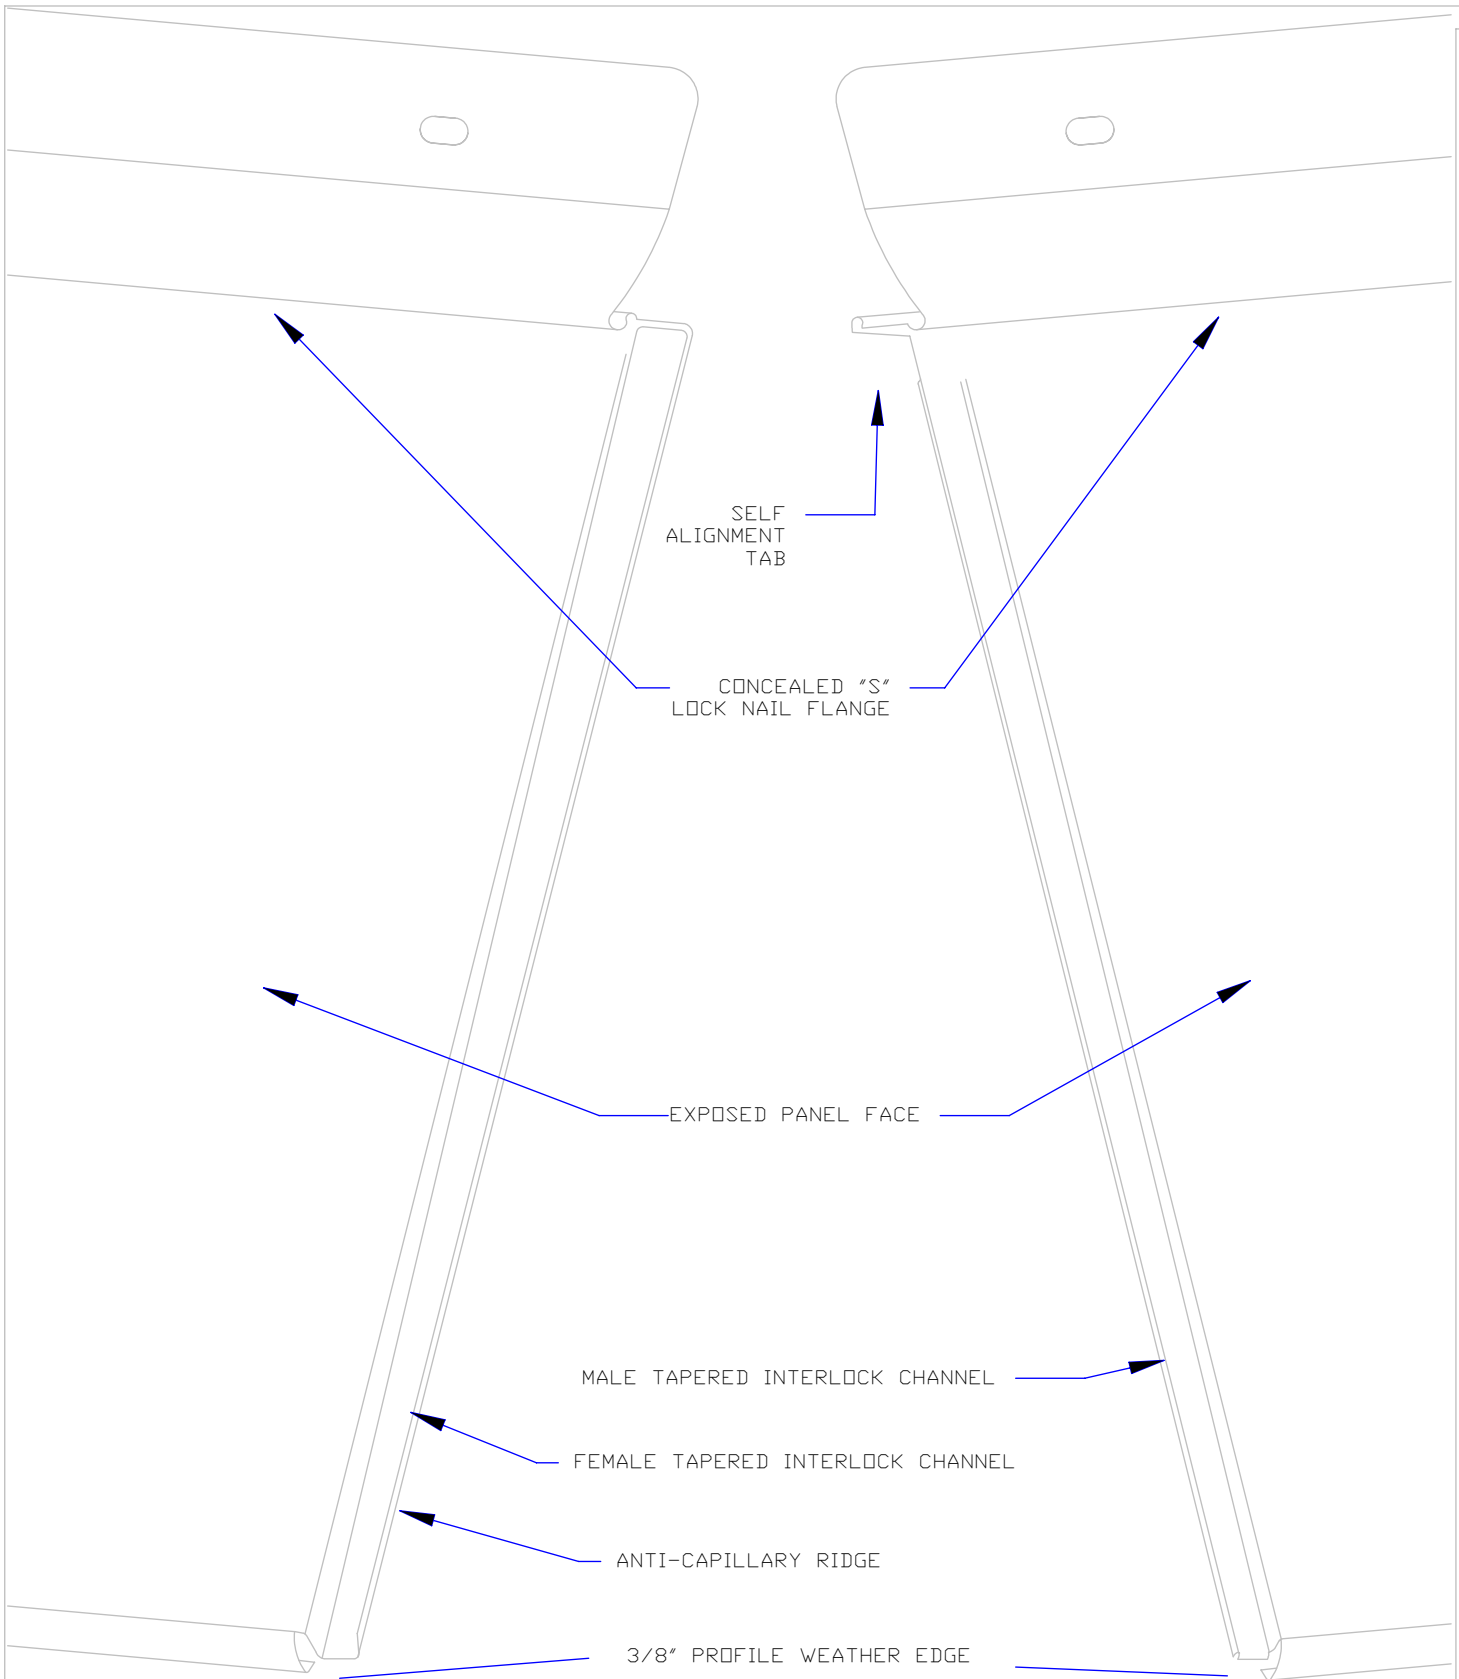 SELF
ALIGNMENT
TAB
CONCEALED "S"
LOCK NAIL FLANGE
EXPOSED PANEL FACE
MALE TAPERED INTERLOCK CHANNEL
FEMALE TAPERED INTERLOCK CHANNEL
ANTI-CAPILLARY RIDGE
3/8" PROFILE WEATHER EDGE